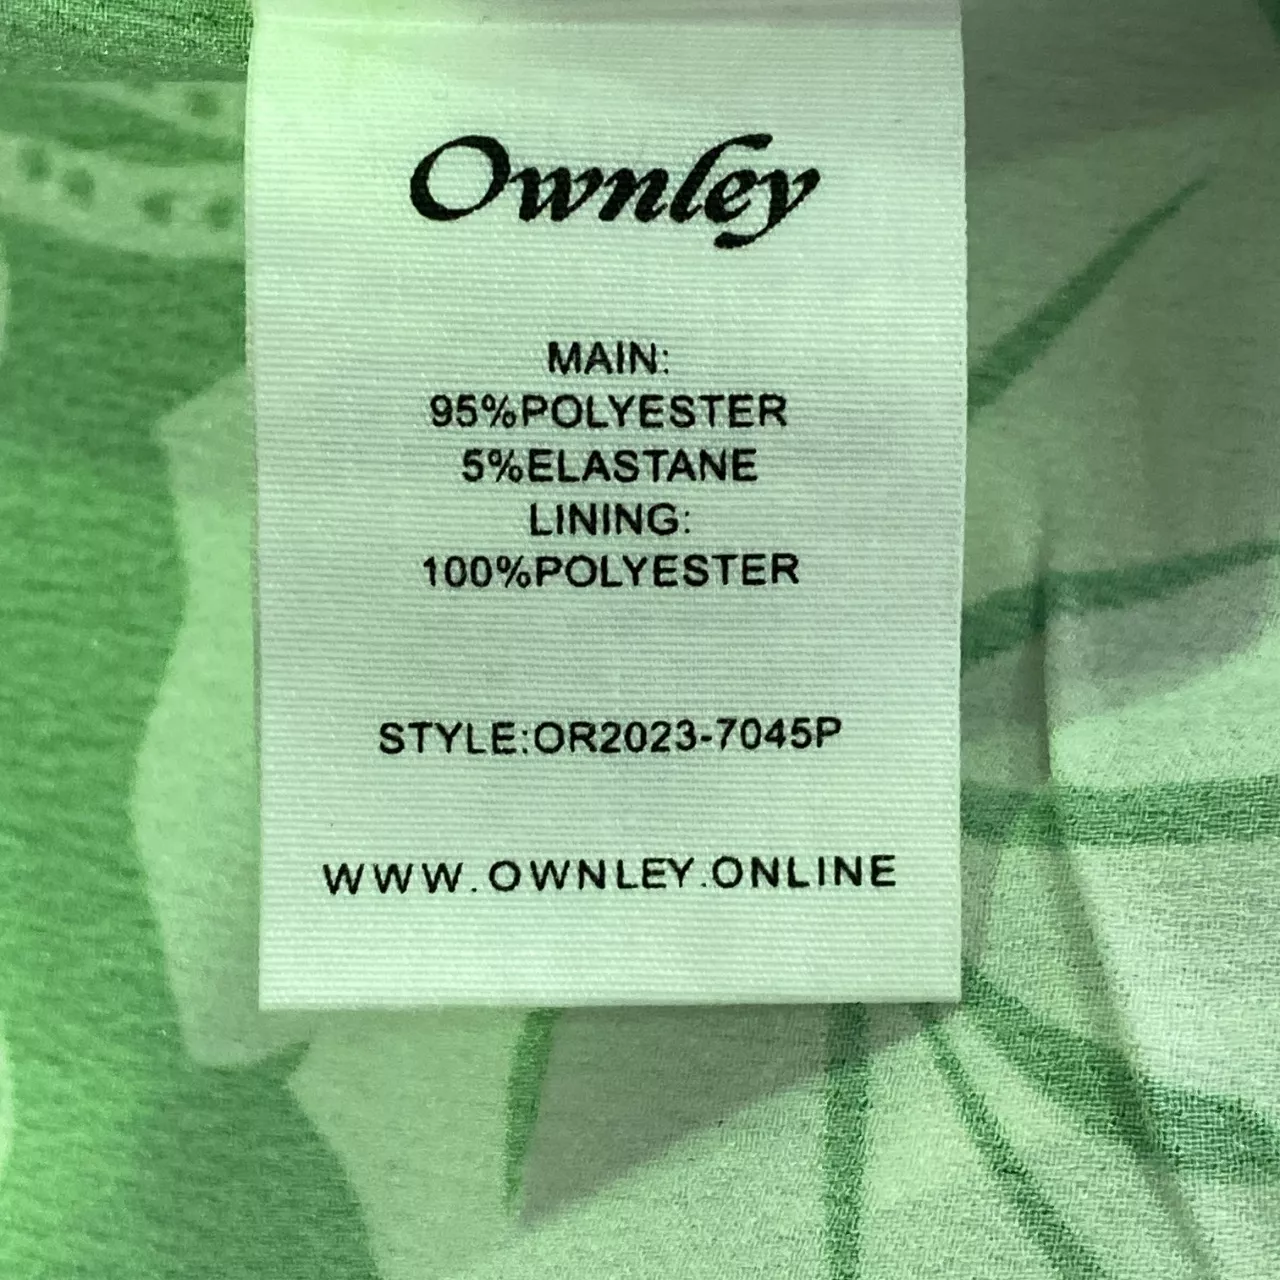 Ownley
MAIN:
95%POLYESTER
5%ELASTANE
LINING:
100%POLYESTER
STYLE:OR2023-7045P
WWW.OWNLEY.ONLINE